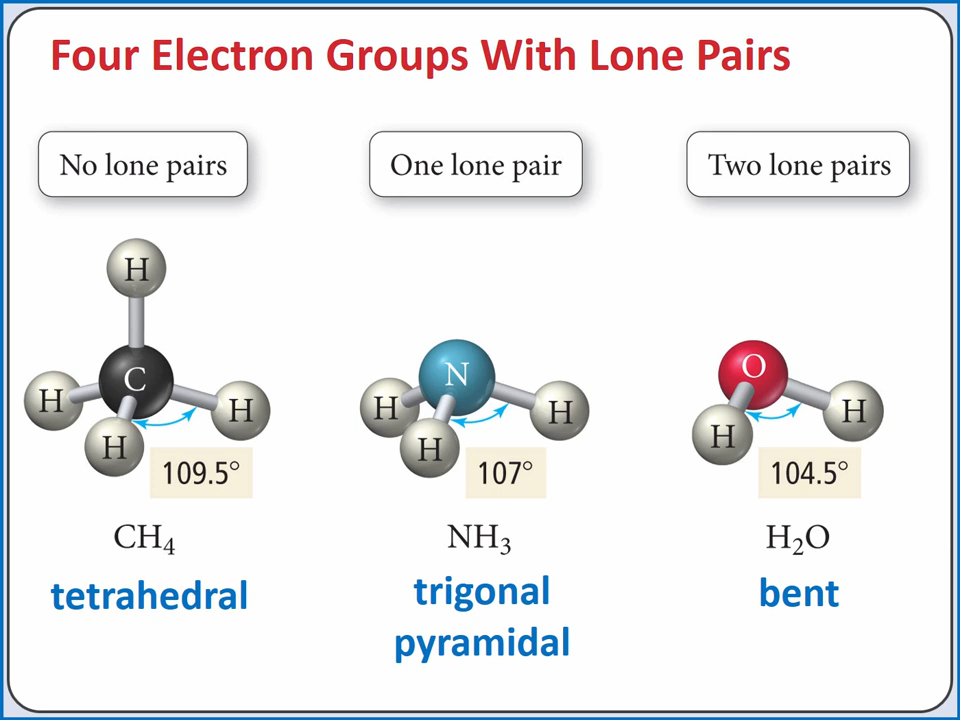 Four Electron Groups With Lone Pairs
No lone pairs
One lone pair
Two lone pairs
H
C
H
H
H
109.5°
CH₄
tetrahedral
N
H
H
H
107°
NH₃
trigonal
pyramidal
O
H
H
104.5°
H₂O
bent